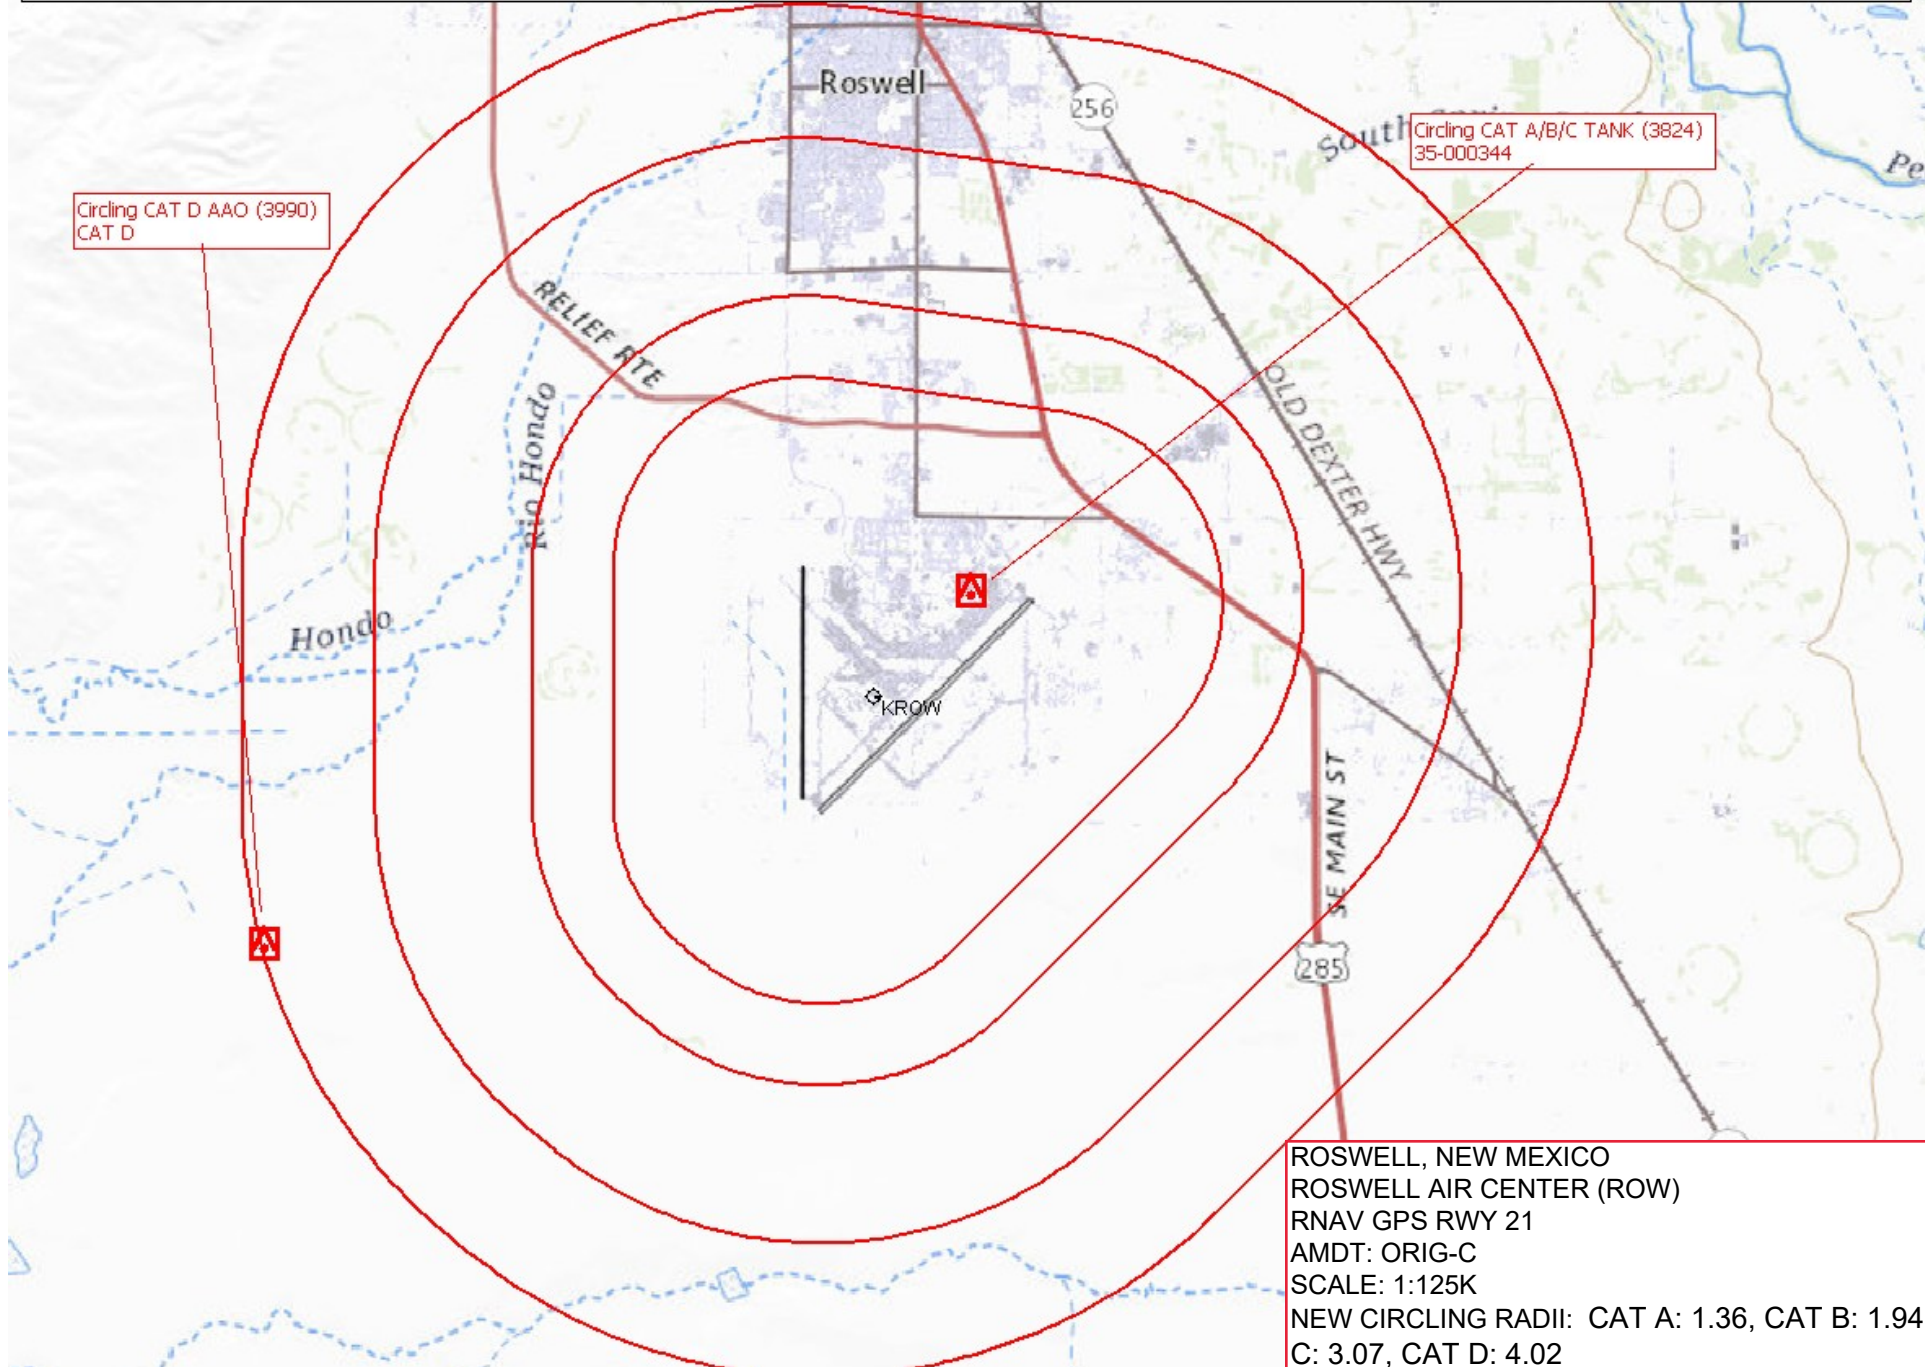 Roswell
256
South
Circling CAT A/B/C TANK (3824)
35-000344
Pe
Circling CAT D AAO (3990)
CAT D
RELIEF RTE
Rio Hondo
OLD DEXTER HWY
Hondo
KROW
SE MAIN ST
285
ROSWELL, NEW MEXICO
ROSWELL AIR CENTER (ROW)
RNAV GPS RWY 21
AMDT: ORIG-C
SCALE: 1:125K
NEW CIRCLING RADII: CAT A: 1.36, CAT B: 1.94
C: 3.07, CAT D: 4.02